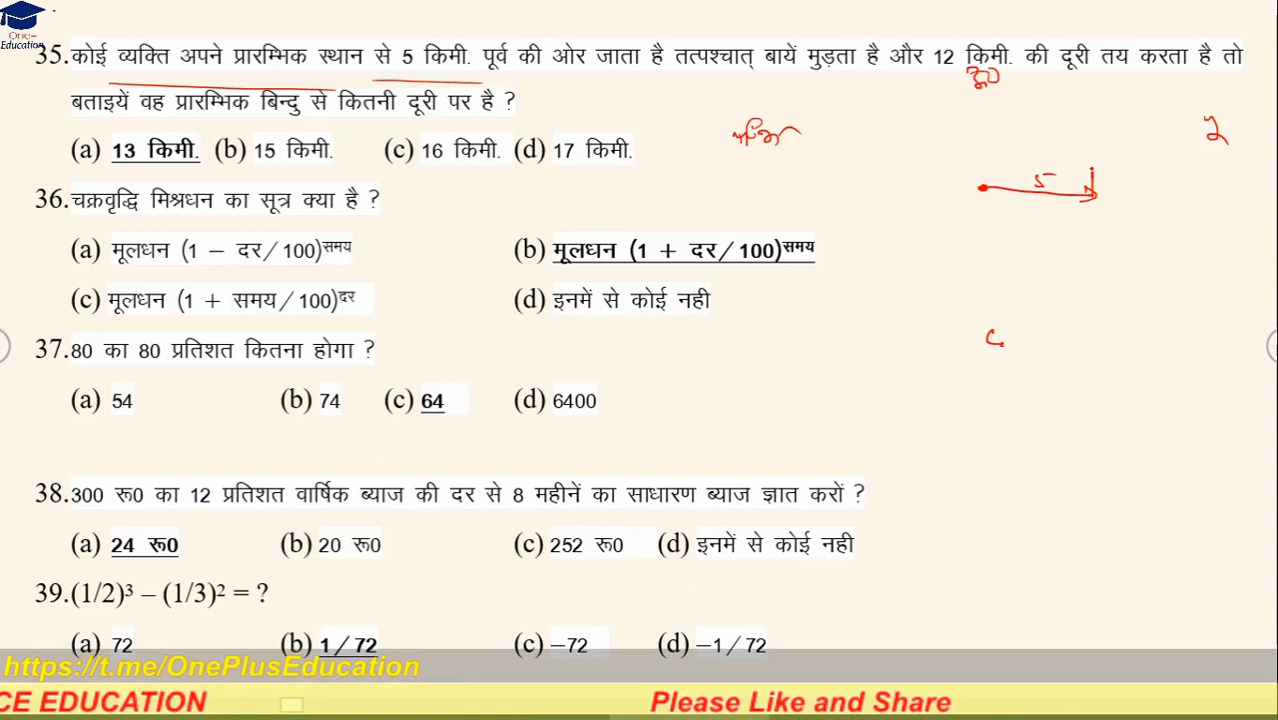 One-
Education
35. कोई व्यक्ति अपने प्रारम्भिक स्थान से 5 किमी. पूर्व की ओर जाता है तत्पश्चात् बायें मुड़ता है और 12 किमी. की दूरी तय करता है तो
बताइयें वह प्रारम्भिक बिन्दु से कितनी दूरी पर है ?
(a) 13 किमी. (b) 15 किमी. (c) 16 किमी. (d) 17 किमी.
5
36. चक्रवृद्धि मिश्रधन का सूत्र क्या है ?
(a) मूलधन (1 − दर/100)^समय (b) मूलधन (1 + दर/100)^समय
(c) मूलधन (1 + समय/100)^दर (d) इनमें से कोई नही
37. 80 का 80 प्रतिशत कितना होगा ?
(a) 54 (b) 74 (c) 64 (d) 6400
38. 300 रू0 का 12 प्रतिशत वार्षिक ब्याज की दर से 8 महीनें का साधारण ब्याज ज्ञात करों ?
(a) 24 रू0 (b) 20 रू0 (c) 252 रू0 (d) इनमें से कोई नही
39. (1/2)³ – (1/3)² = ?
(a) 72 (b) 1/72 (c) −72 (d) −1/72
https://t.me/OnePlusEducation
CE EDUCATION Please Like and Share